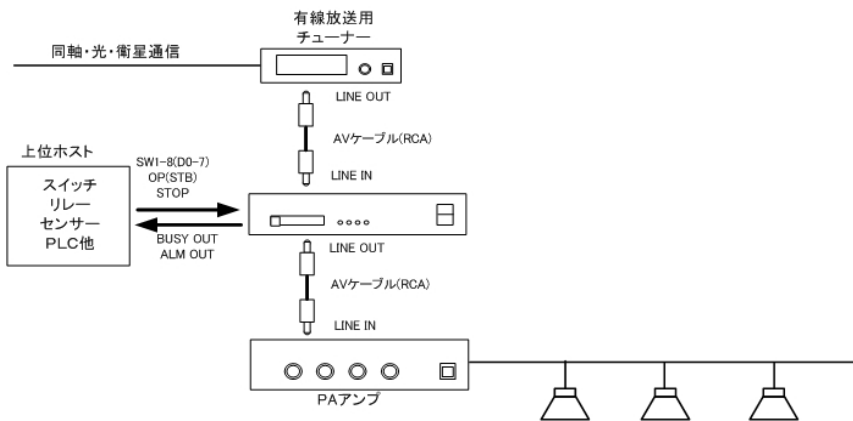 有線放送用
チューナー
同軸・光・衛星通信
LINE OUT
AVケーブル(RCA)
LINE IN
上位ホスト
スイッチ
リレー
センサー
PLC他
SW1-8(D0-7)
OP(STB)
STOP
BUSY OUT
ALM OUT
LINE OUT
AVケーブル(RCA)
LINE IN
PAアンプ